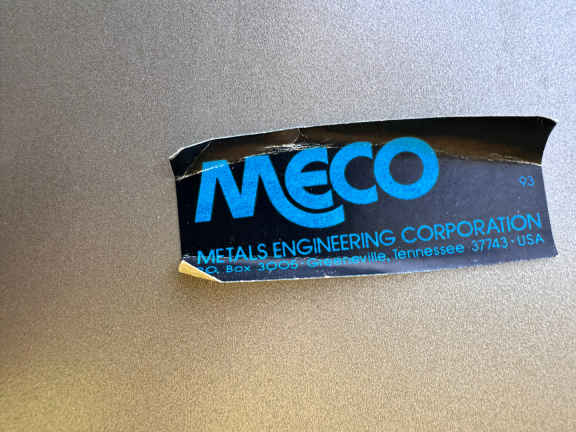 MECO
93
METALS ENGINEERING CORPORATION
P.O. Box 3005 · Greeneville, Tennessee 37743 · USA